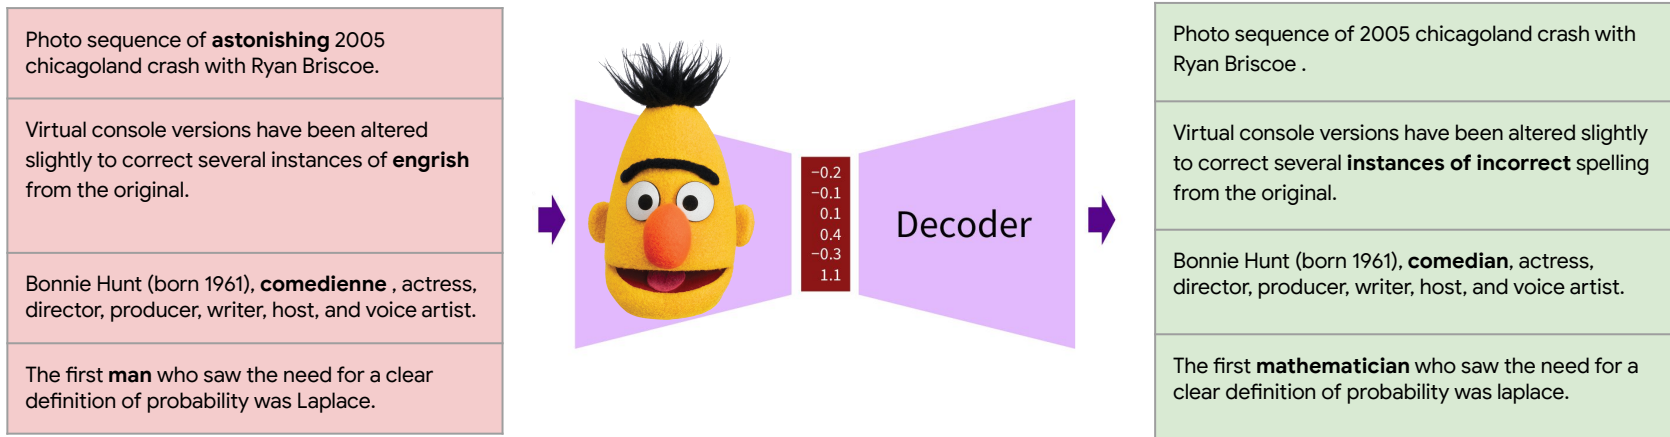 Photo sequence of astonishing 2005
chicagoland crash with Ryan Briscoe.
Virtual console versions have been altered
slightly to correct several instances of engrish
from the original.
Bonnie Hunt (born 1961), comedienne , actress,
director, producer, writer, host, and voice artist.
The first man who saw the need for a clear
definition of probability was Laplace.
−0.2
−0.1
0.1
0.4
−0.3
1.1
Decoder
Photo sequence of 2005 chicagoland crash with
Ryan Briscoe .
Virtual console versions have been altered slightly
to correct several instances of incorrect spelling
from the original.
Bonnie Hunt (born 1961), comedian, actress,
director, producer, writer, host, and voice artist.
The first mathematician who saw the need for a
clear definition of probability was laplace.